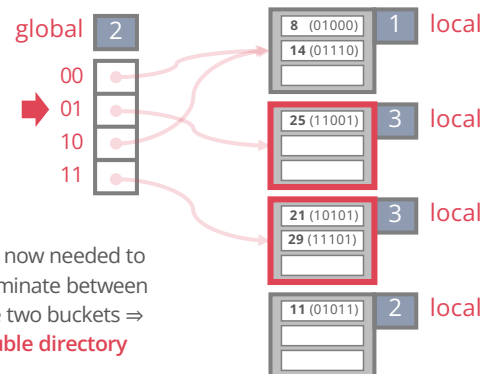 global 2
00
01
10
11
8 (01000)
14 (01110)
1 local
25 (11001)
3 local
21 (10101)
29 (11101)
3 local
11 (01011)
2 local
now needed to
minate between
two buckets ⇒
ble directory